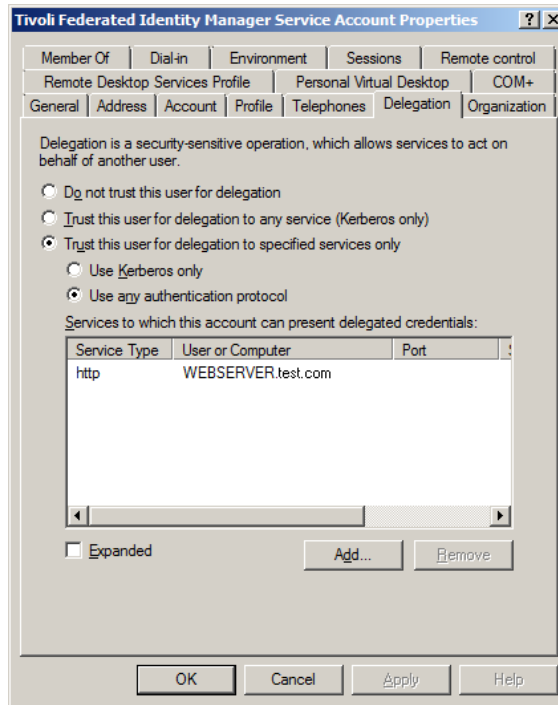 Tivoli Federated Identity Manager Service Account Properties
Member Of Dial-in Environment Sessions Remote control
Remote Desktop Services Profile Personal Virtual Desktop COM+
General Address Account Profile Telephones Delegation Organization
Delegation is a security-sensitive operation, which allows services to act on
behalf of another user.
Do not trust this user for delegation
Trust this user for delegation to any service (Kerberos only)
Trust this user for delegation to specified services only
Use Kerberos only
Use any authentication protocol
Services to which this account can present delegated credentials:
Service Type User or Computer Port
http WEBSERVER.test.com
Expanded Add... Remove
OK Cancel Apply Help